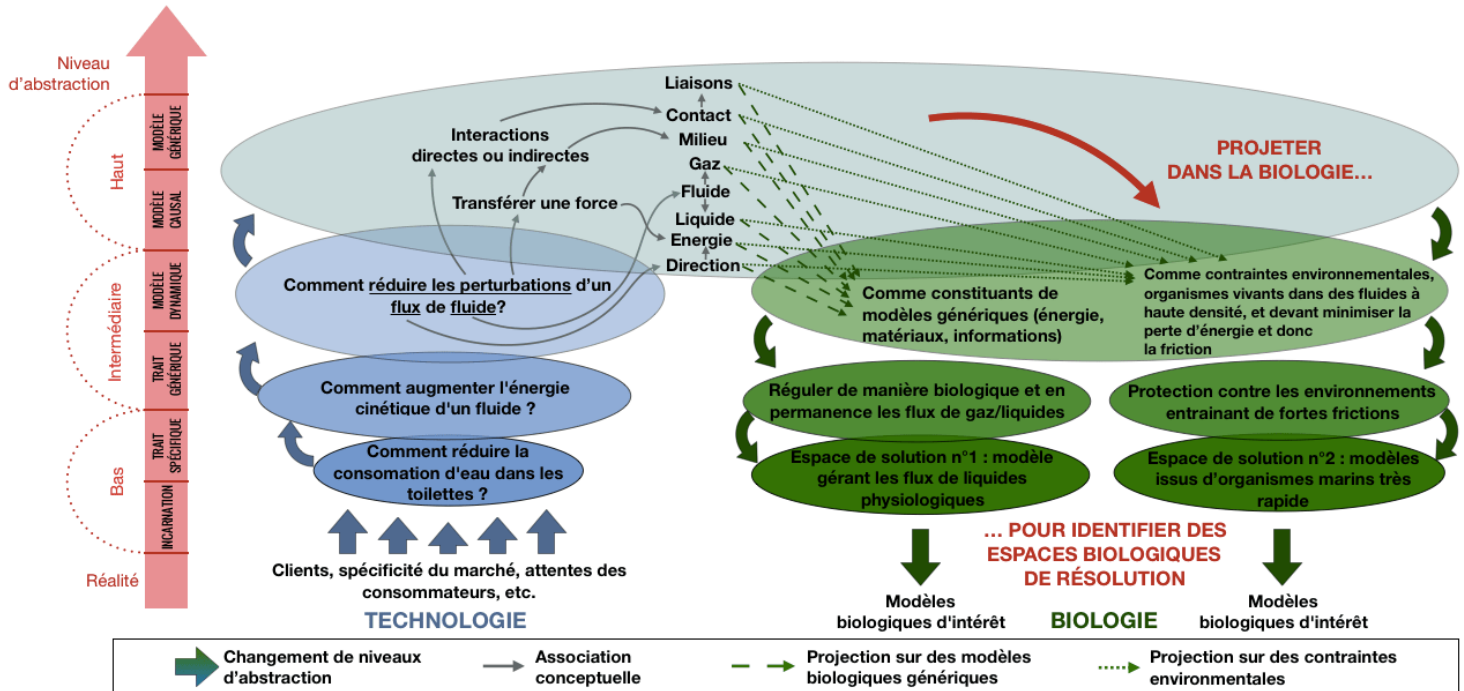 Niveau
d'abstraction
Haut
Intermédiaire
Bas
Réalité
MODÈLE
GÉNÉRIQUE
MODÈLE
CAUSAL
MODÈLE
DYNAMIQUE
TRAIT
GÉNÉRIQUE
TRAIT
SPÉCIFIQUE
INCARNATION
Liaisons
Contact
Milieu
Gaz
Fluide
Liquide
Energie
Direction
Interactions
directes ou indirectes
Transférer une force
PROJETER
DANS LA BIOLOGIE…
Comment réduire les perturbations d'un
flux de fluide?
Comment augmenter l'énergie
cinétique d'un fluide ?
Comment réduire la
consomation d'eau dans les
toilettes ?
Clients, spécificité du marché, attentes des
consommateurs, etc.
TECHNOLOGIE
Comme constituants de
modèles génériques (énergie,
matériaux, informations)
Comme contraintes environnementales,
organismes vivants dans des fluides à
haute densité, et devant minimiser la
perte d'énergie et donc
la friction
Réguler de manière biologique et en
permanence les flux de gaz/liquides
Protection contre les environnements
entrainant de fortes frictions
Espace de solution n°1 : modèle
gérant les flux de liquides
physiologiques
Espace de solution n°2 : modèles
issus d'organismes marins très
rapide
… POUR IDENTIFIER DES
ESPACES BIOLOGIQUES
DE RÉSOLUTION
Modèles
biologiques d'intérêt
BIOLOGIE
Modèles
biologiques d'intérêt
Changement de niveaux
d'abstraction
Association
conceptuelle
Projection sur des modèles
biologiques génériques
Projection sur des contraintes
environmentales